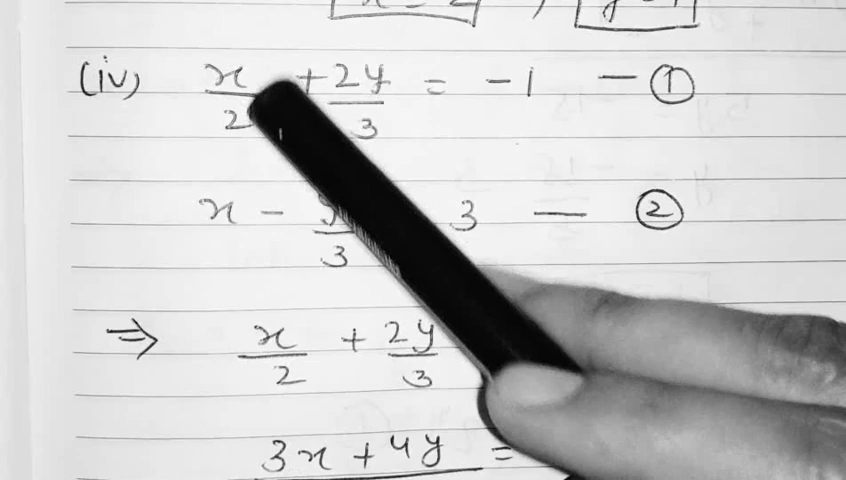 (iv) x/2 + 2y/3 = -1 — ①
x - /3 3 — ②
⇒ x/2 + 2y/3
3x + 4y =